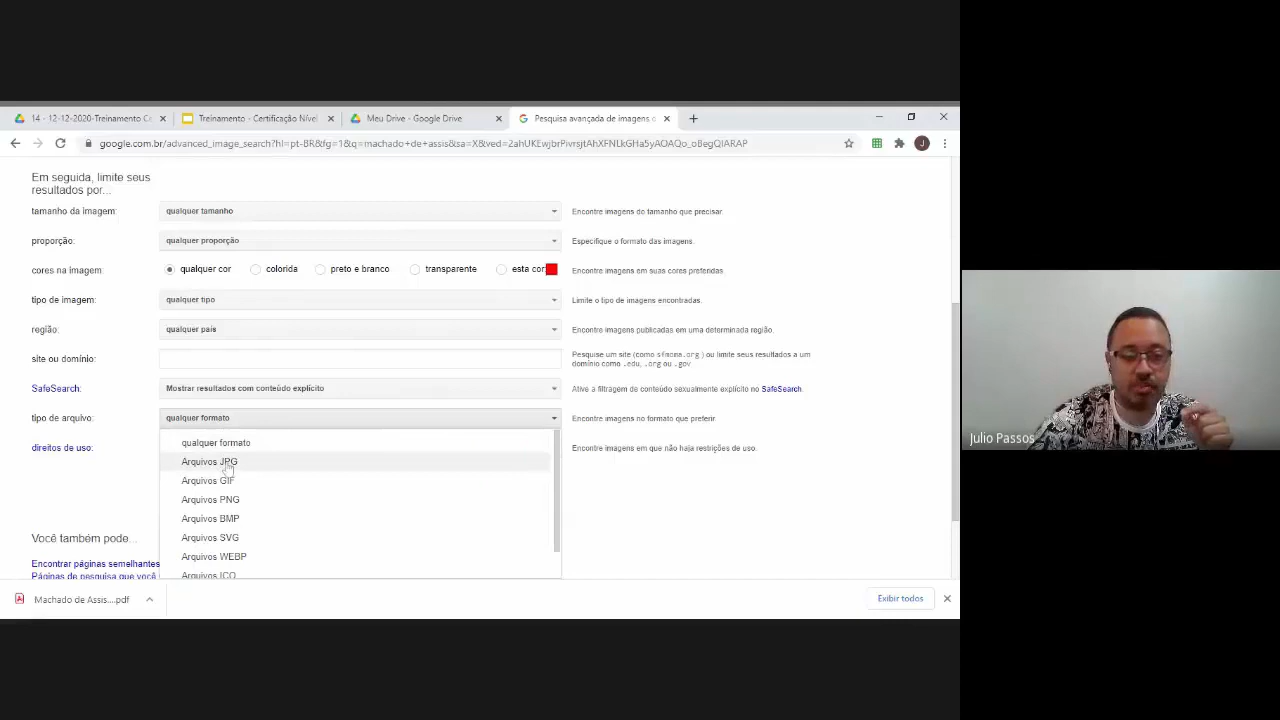 14 - 12-12-2020-Treinamento Ce
Treinamento - Certificação Nível
Meu Drive - Google Drive
Pesquisa avançada de imagens d
google.com.br/advanced_image_search?hl=pt-BR&fg=1&q=machado+de+assis&sa=X&ved=2ahUKEwjbrPivrsjtAhXFNLkGHa5yAOAQo_oBegQIARAP
J
Em seguida, limite seus
resultados por...
tamanho da imagem: qualquer tamanho Encontre imagens do tamanho que precisar.
proporção: qualquer proporção Especifique o formato das imagens.
cores na imagem: qualquer cor colorida preto e branco transparente esta cor: Encontre imagens em suas cores preferidas
tipo de imagem: qualquer tipo Limite o tipo de imagens encontradas.
região: qualquer país Encontre imagens publicadas em uma determinada região.
site ou domínio: Pesquise um site (como sfmoma.org ) ou limite seus resultados a um
domínio como .edu, .org ou .gov
SafeSearch: Mostrar resultados com conteúdo explícito Ative a filtragem de conteúdo sexualmente explícito no SafeSearch.
tipo de arquivo: qualquer formato Encontre imagens no formato que preferir.
qualquer formato
direitos de uso: Encontre imagens em que não haja restrições de uso.
Arquivos JPG
Arquivos GIF
Arquivos PNG
Arquivos BMP
Arquivos SVG
Arquivos WEBP
Arquivos ICO
Você também pode...
Encontrar páginas semelhantes
Páginas de pesquisa que você
Machado de Assis....pdf
Exibir todos
Julio Passos